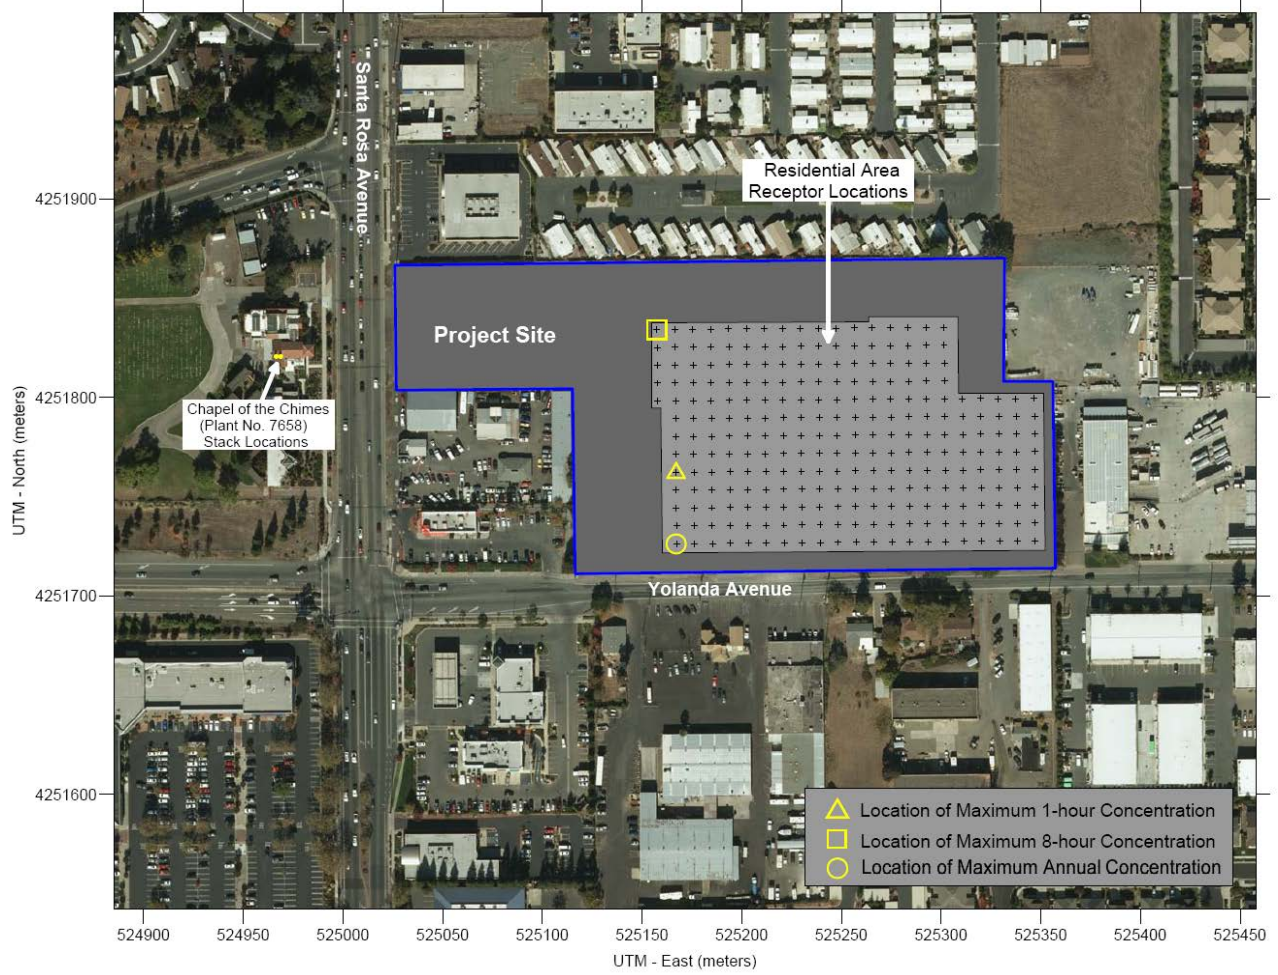 Santa Rosa Avenue
Residential Area
Receptor Locations
4251900
Project Site
4251800
Chapel of the Chimes
(Plant No. 7658)
Stack Locations
UTM - North (meters)
Yolanda Avenue
4251700
4251600
Location of Maximum 1-hour Concentration
Location of Maximum 8-hour Concentration
Location of Maximum Annual Concentration
524900
524950
525000
525050
525100
525150
525200
525250
525300
525350
525400
525450
UTM - East (meters)